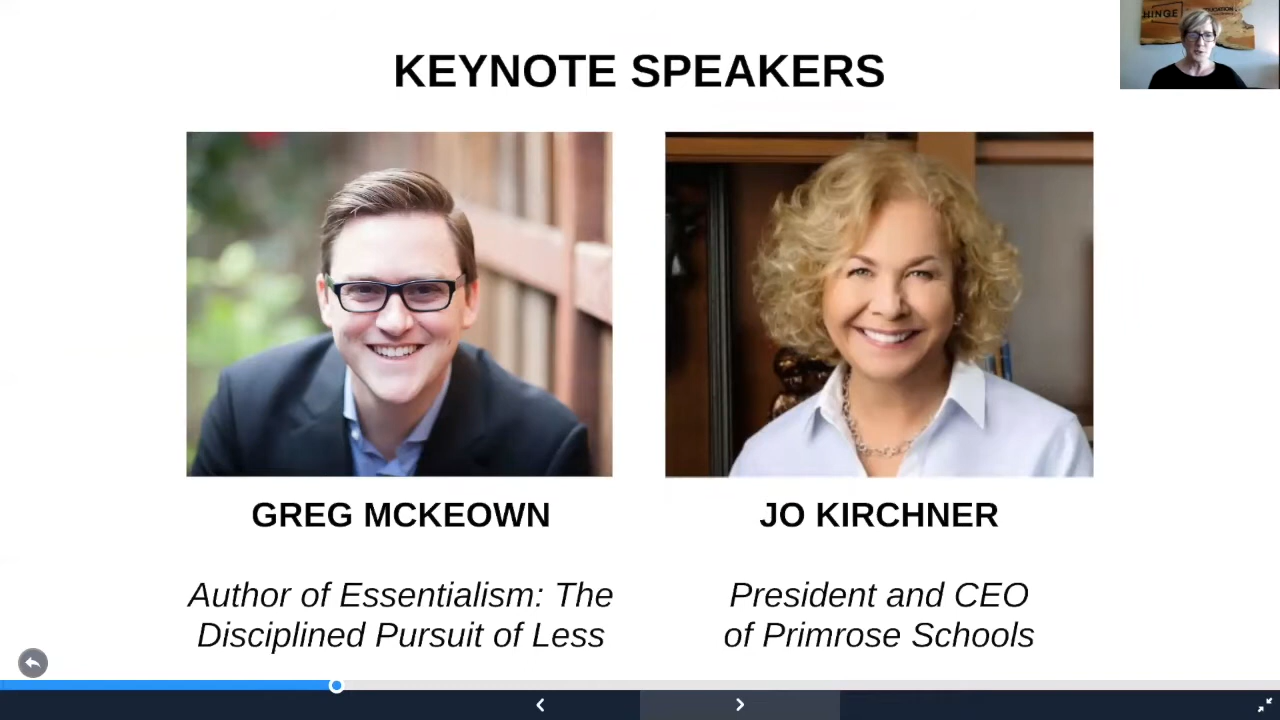 KEYNOTE SPEAKERS
HINGE
GREG MCKEOWN
JO KIRCHNER
Author of Essentialism: The
Disciplined Pursuit of Less
President and CEO
of Primrose Schools